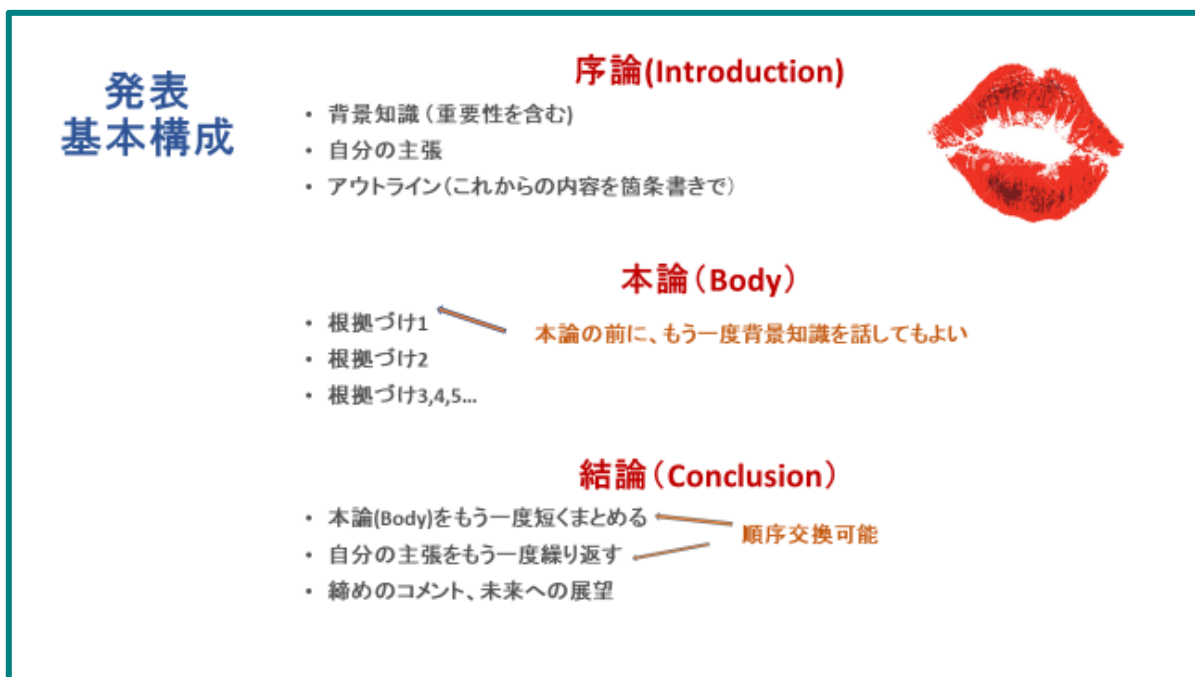 発表
基本構成
序論(Introduction)
• 背景知識(重要性を含む)
• 自分の主張
• アウトライン(これからの内容を箇条書きで)
本論(Body)
• 根拠づけ1
本論の前に、もう一度背景知識を話してもよい
• 根拠づけ2
• 根拠づけ3,4,5...
結論(Conclusion)
• 本論(Body)をもう一度短くまとめる
順序交換可能
• 自分の主張をもう一度繰り返す
• 締めのコメント、未来への展望